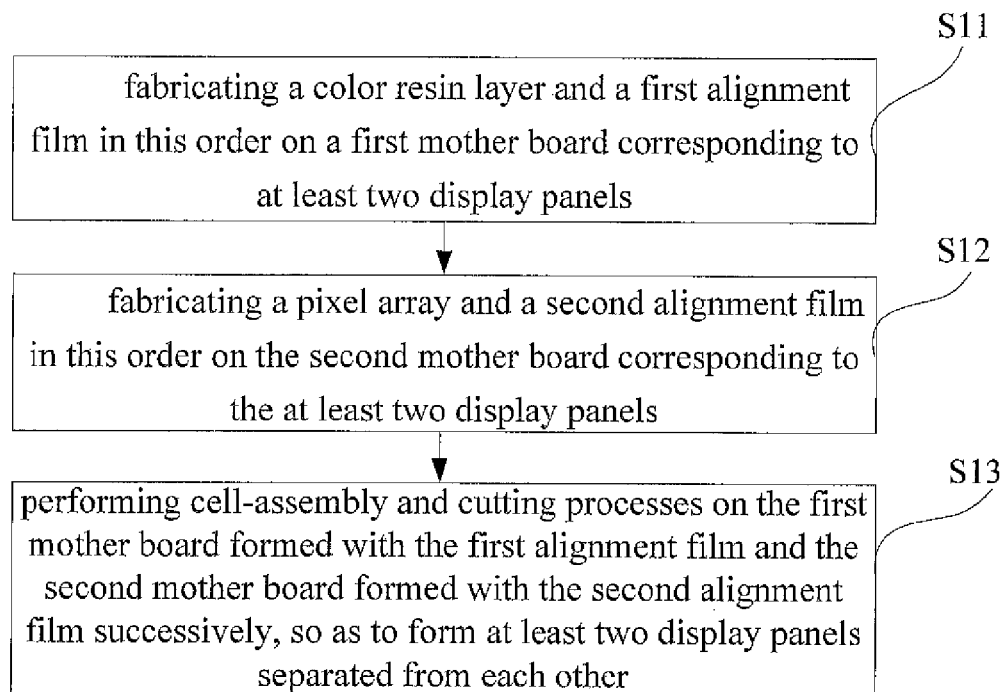 S11
fabricating a color resin layer and a first alignment
film in this order on a first mother board corresponding to
at least two display panels
S12
fabricating a pixel array and a second alignment film
in this order on the second mother board corresponding to
the at least two display panels
S13
performing cell-assembly and cutting processes on the first
mother board formed with the first alignment film and the
second mother board formed with the second alignment
film successively, so as to form at least two display panels
separated from each other